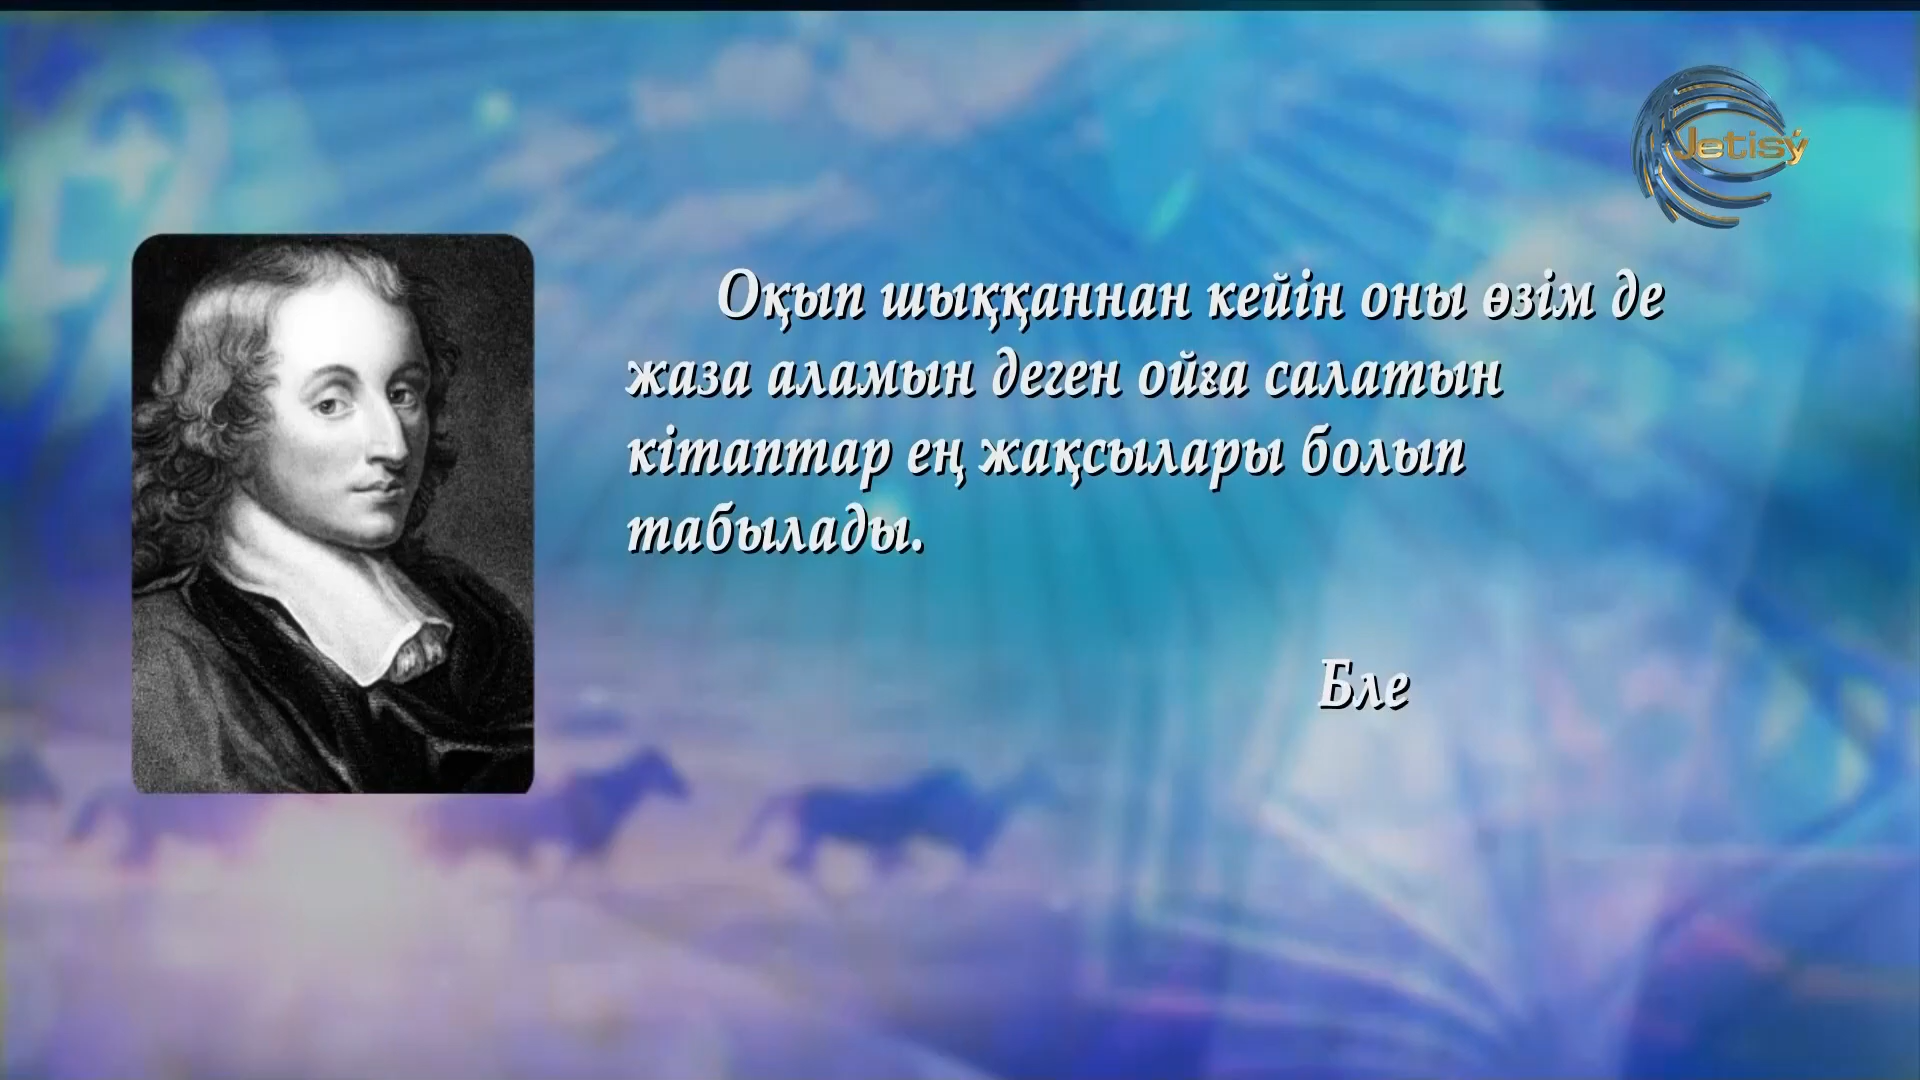 Jetisý
Оқып шыққаннан кейін оны өзім де
жаза аламын деген ойға салатын
кітаптар ең жақсылары болып
табылады.
Бле